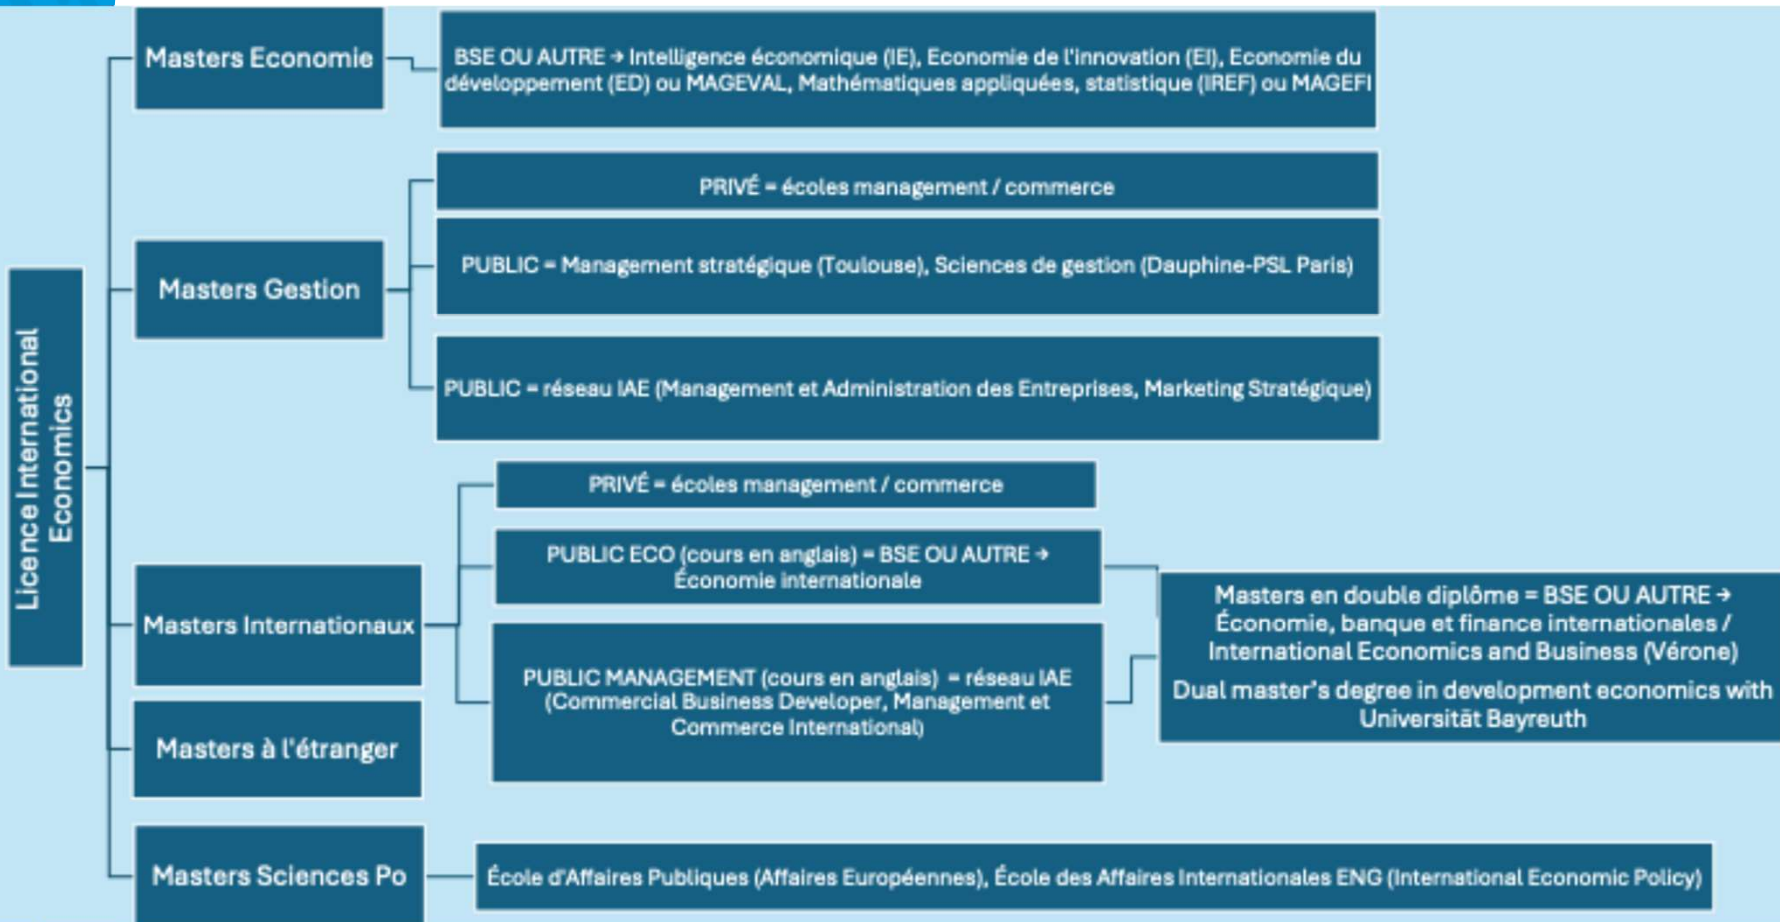 Licence International
Economics
Masters Economie
BSE OU AUTRE → Intelligence économique (IE), Economie de l'innovation (EI), Economie du
développement (ED) ou MAGEVAL, Mathématiques appliquées, statistique (IREF) ou MAGEFI
Masters Gestion
PRIVÉ = écoles management / commerce
PUBLIC = Management stratégique (Toulouse), Sciences de gestion (Dauphine-PSL Paris)
PUBLIC = réseau IAE (Management et Administration des Entreprises, Marketing Stratégique)
Masters Internationaux
PRIVÉ = écoles management / commerce
PUBLIC ECO (cours en anglais) = BSE OU AUTRE →
Économie internationale
PUBLIC MANAGEMENT (cours en anglais) = réseau IAE
(Commercial Business Developer, Management et
Commerce International)
Masters en double diplôme = BSE OU AUTRE →
Économie, banque et finance internationales /
International Economics and Business (Vérone)
Dual master's degree in development economics with
Universität Bayreuth
Masters à l'étranger
Masters Sciences Po
École d'Affaires Publiques (Affaires Européennes), École des Affaires Internationales ENG (International Economic Policy)